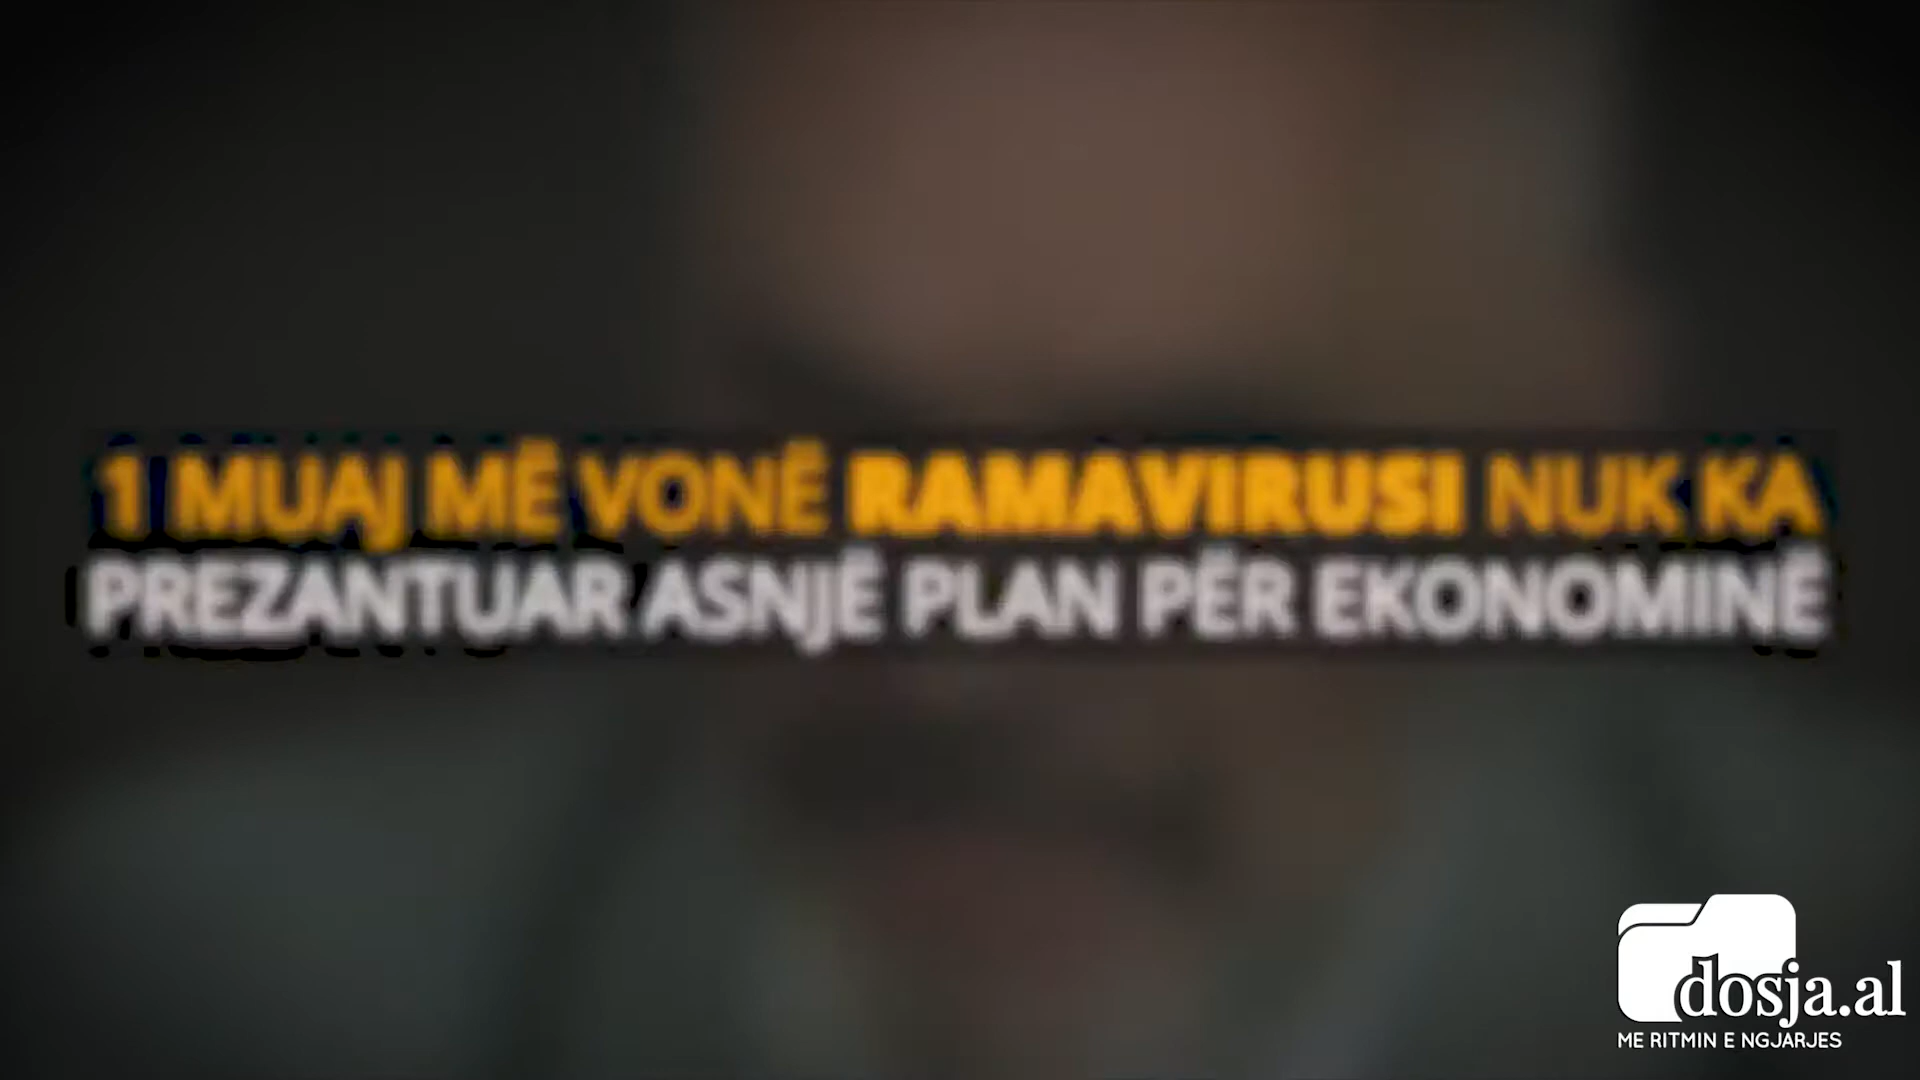 1 MUAJ MË VONË RAMAVIRUSI NUK KA
PREZANTUAR ASNJË PLAN PËR EKONOMINË
dosja.al
ME RITMIN E NGJARJES